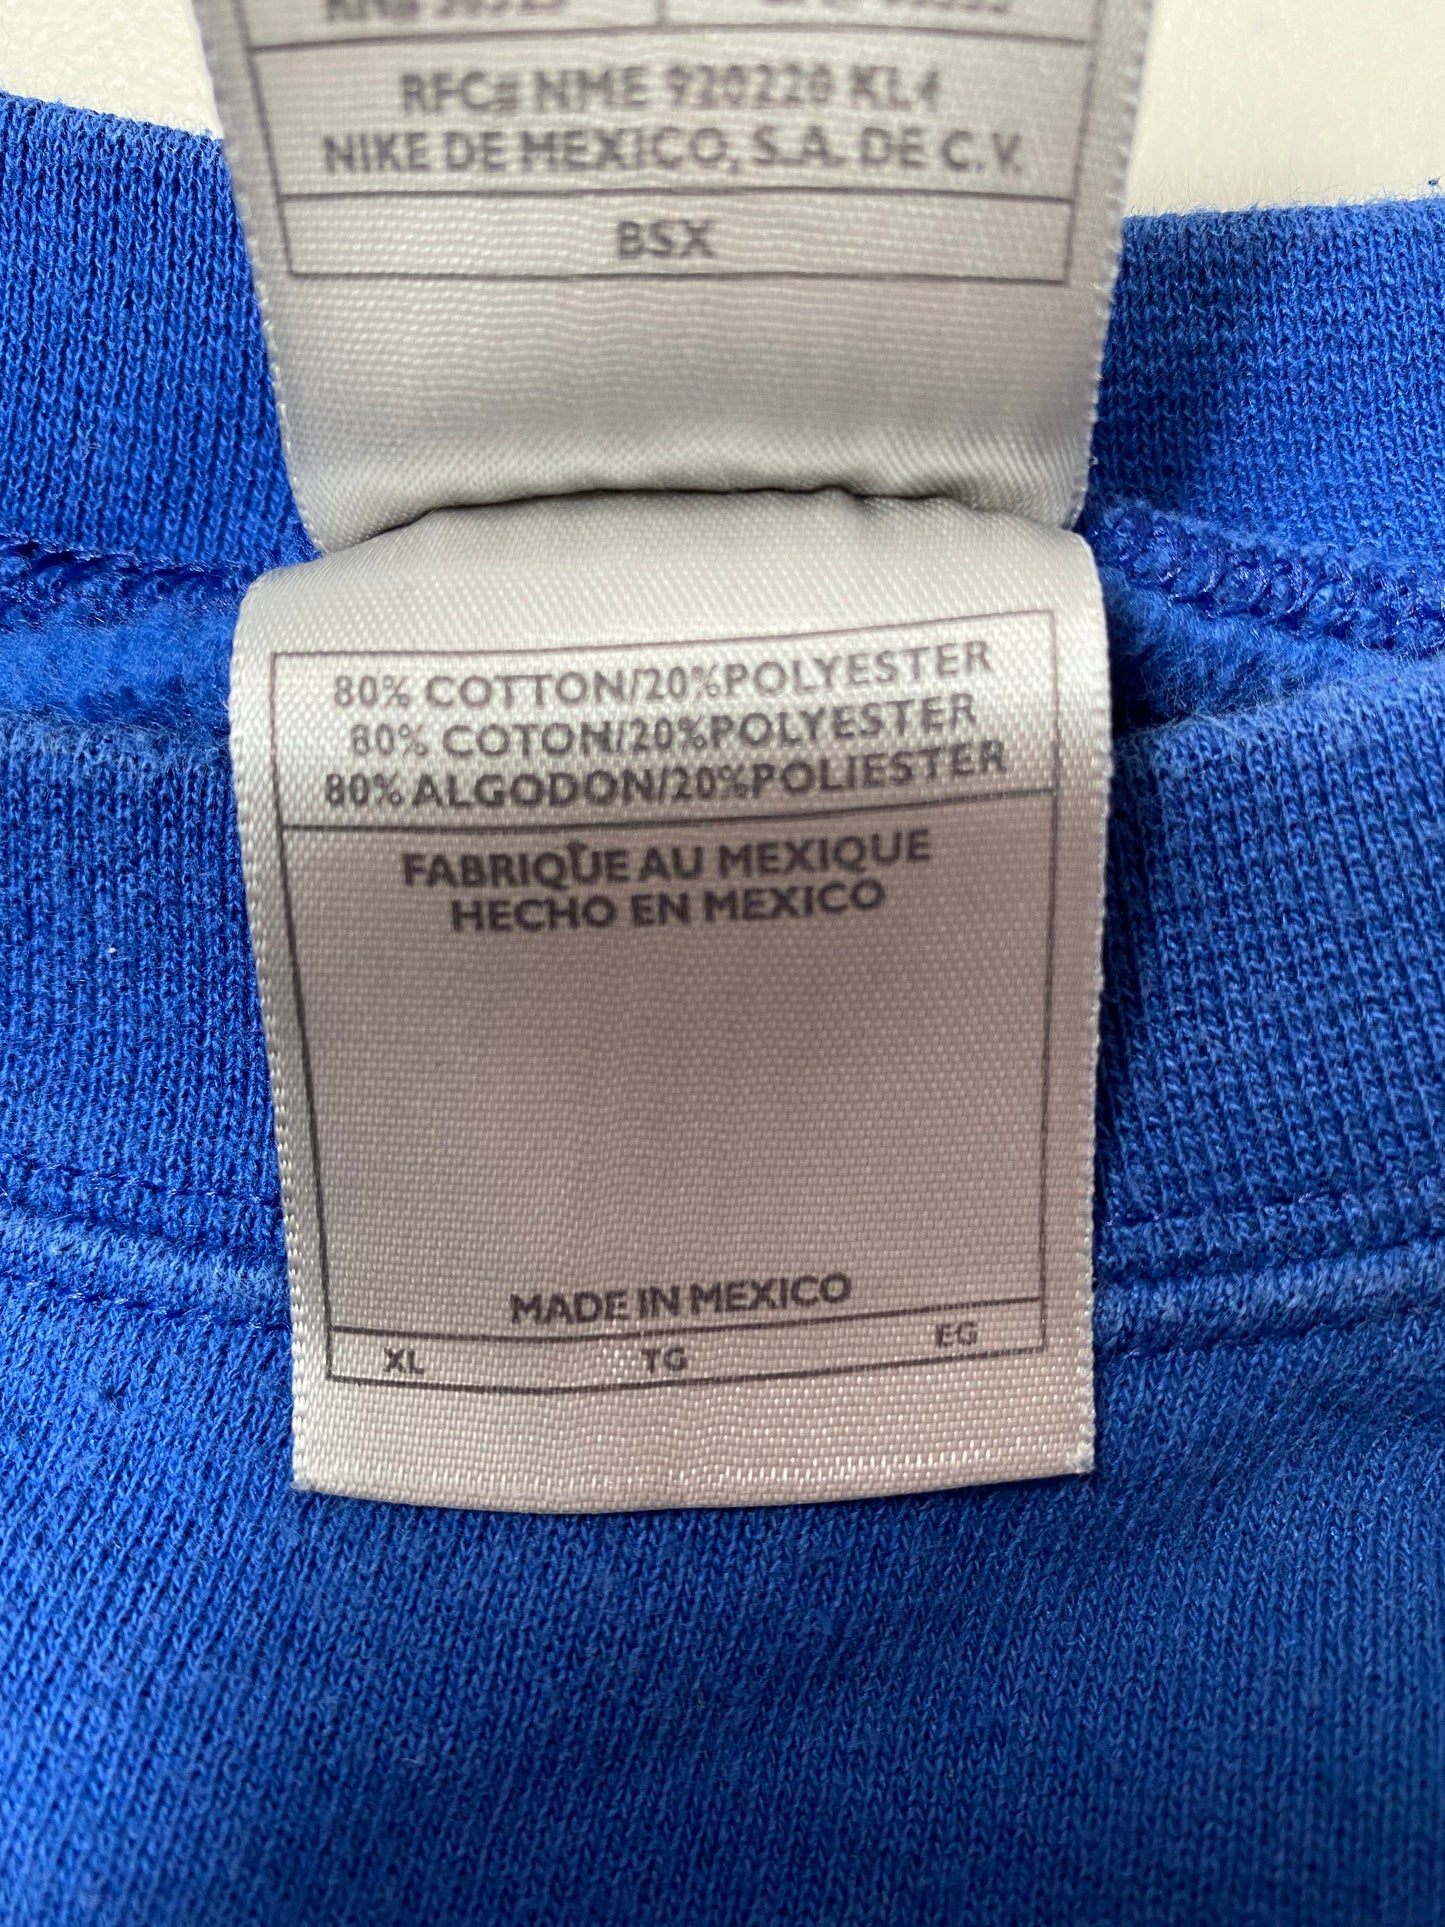 RFC# NME 920220 KL4
NIKE DE MEXICO, S.A. DE C.V.
BSX
80% COTTON/20%POLYESTER
80% COTON/20%POLYESTER
80% ALGODON/20%POLIESTER
FABRIQUE AU MEXIQUE
HECHO EN MEXICO
MADE IN MEXICO
XL TG EG